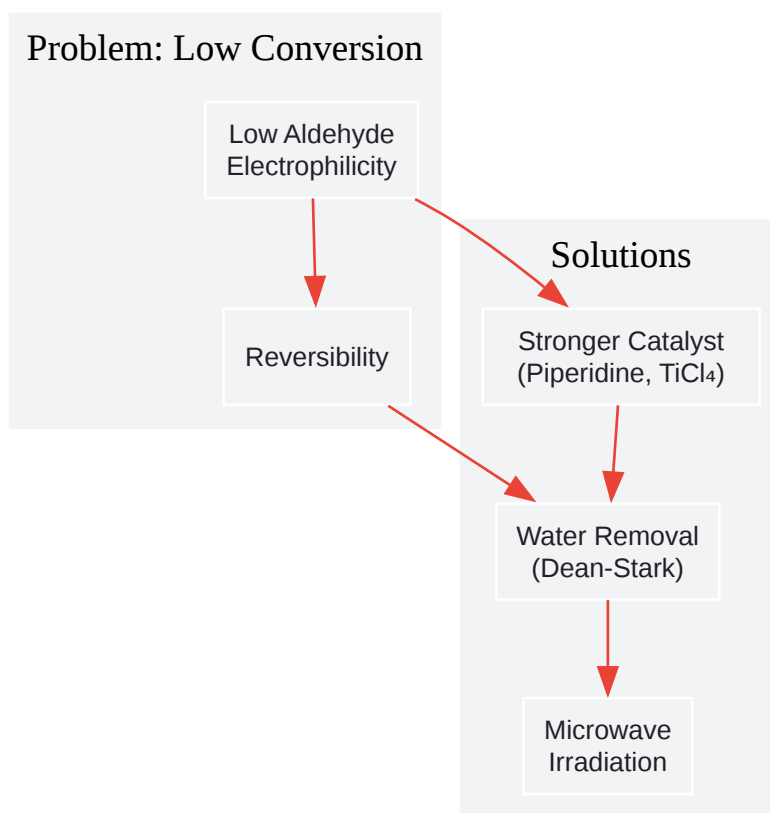 Problem: Low Conversion
Low Aldehyde
Electrophilicity
Reversibility
Solutions
Stronger Catalyst
(Piperidine, TiCl₄)
Water Removal
(Dean-Stark)
Microwave
Irradiation